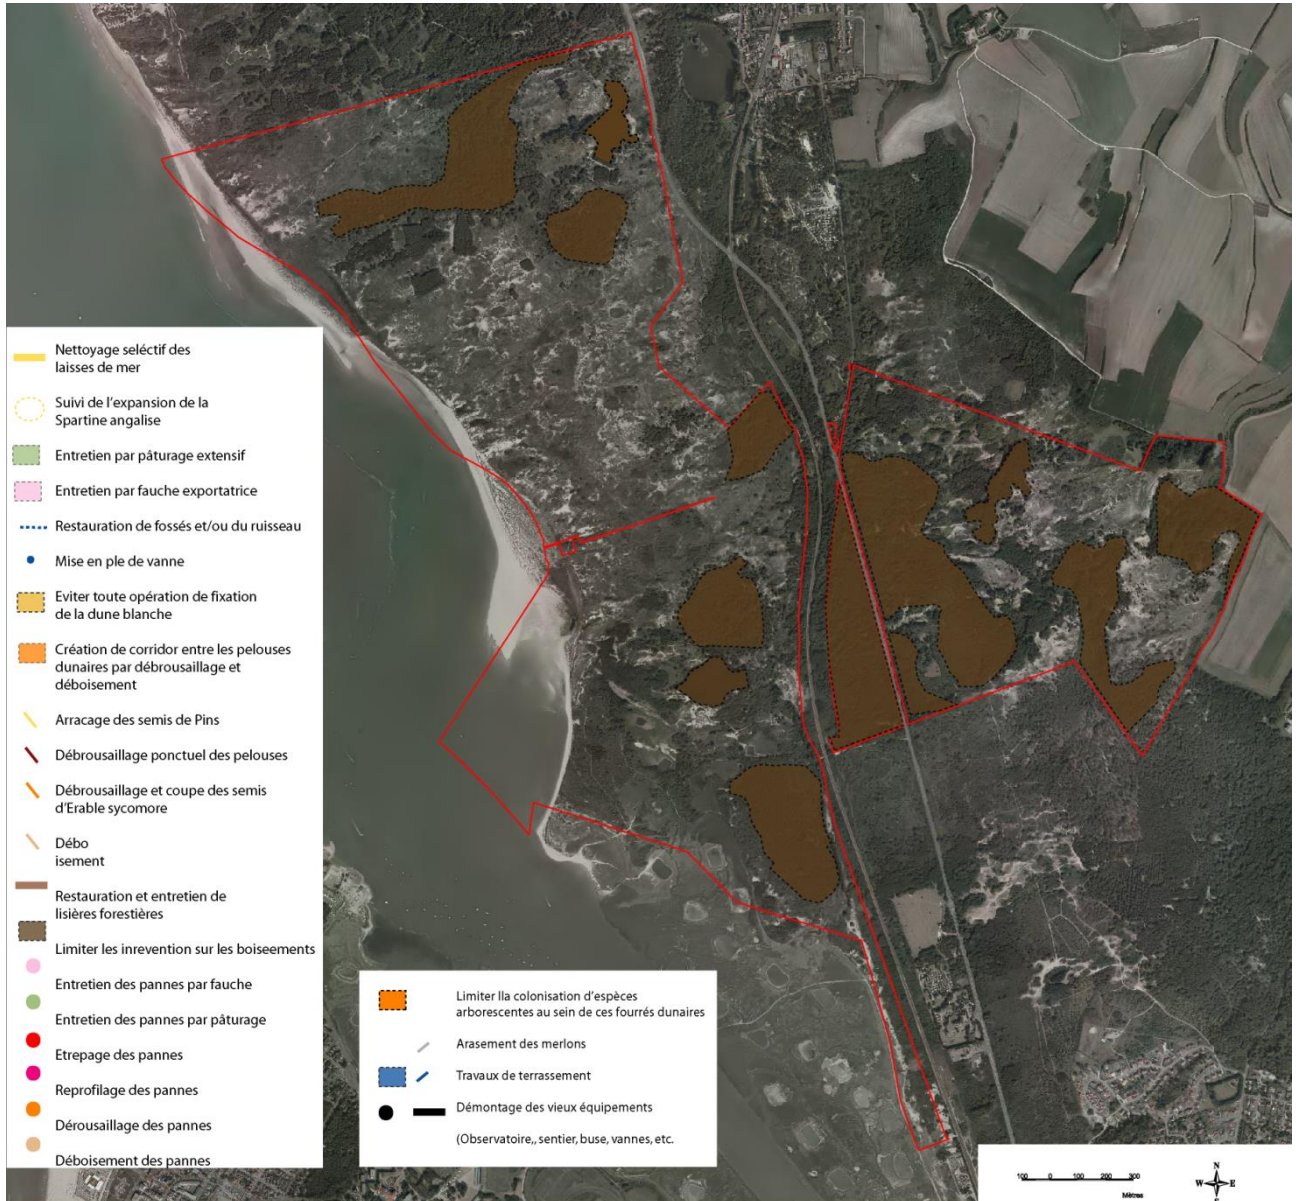 Nettoyage seléctif des
laisses de mer
Suivi de l'expansion de la
Spartine angalise
Entretien par pâturage extensif
Entretien par fauche exportatrice
Restauration de fossés et/ou du ruisseau
Mise en ple de vanne
Eviter toute opération de fixation
de la dune blanche
Création de corridor entre les pelouses
dunaires par débrousaillage et
déboisement
Arracage des semis de Pins
Débrousaillage ponctuel des pelouses
Débrousaillage et coupe des semis
d'Erable sycomore
Débo
isement
Restauration et entretien de
lisières forestières
Limiter les inrevention sur les boiseements
Entretien des pannes par fauche
Entretien des pannes par pâturage
Etrepage des pannes
Reprofilage des pannes
Dérousaillage des pannes
Déboisement des pannes
Limiter lla colonisation d'espèces
arborescentes au sein de ces fourrés dunaires
Arasement des merlons
Travaux de terrassement
Démontage des vieux équipements
(Observatoire,, sentier, buse, vannes, etc.
100 0 100 200 300
Mètres
N
W E
S